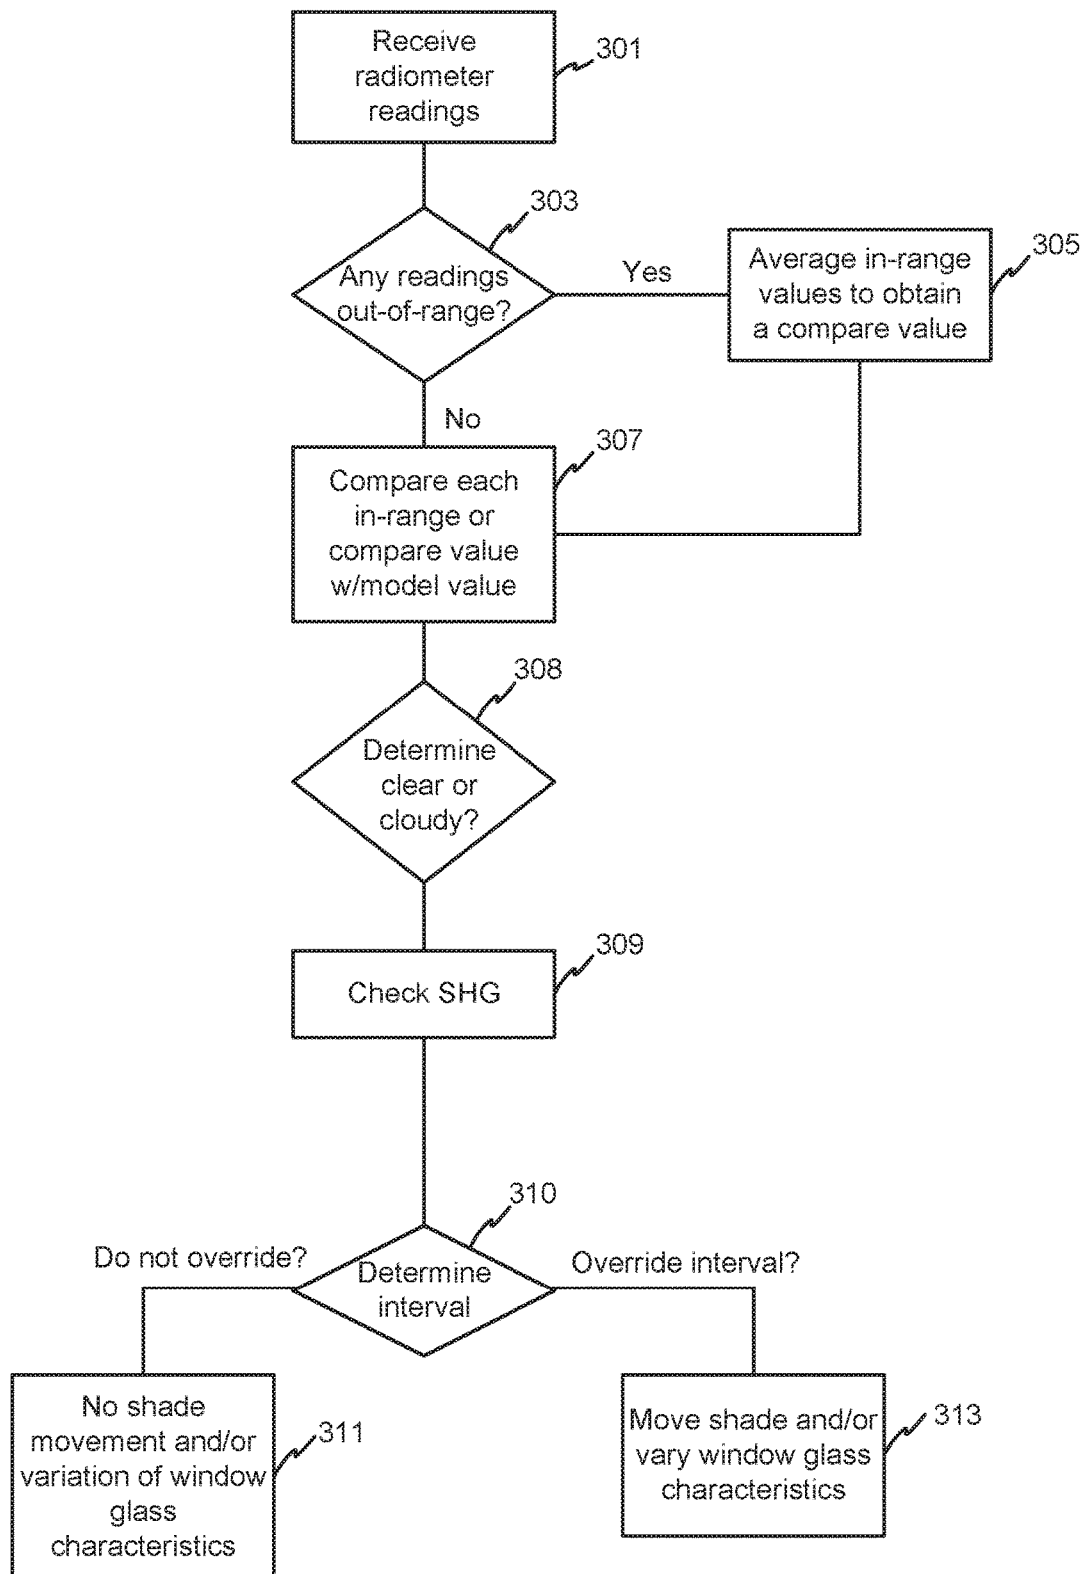 Receive
radiometer
readings
301
303
Any readings
out-of-range?
Yes
Average in-range
values to obtain
a compare value
305
No
307
Compare each
in-range or
compare value
w/model value
308
Determine
clear or
cloudy?
309
Check SHG
310
Do not override?
Determine
interval
Override interval?
No shade
movement and/or
variation of window
glass
characteristics
311
Move shade and/or
vary window glass
characteristics
313